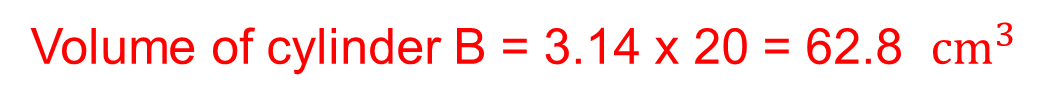 Volume of cylinder B = 3.14 x 20 = 62.8 cm³